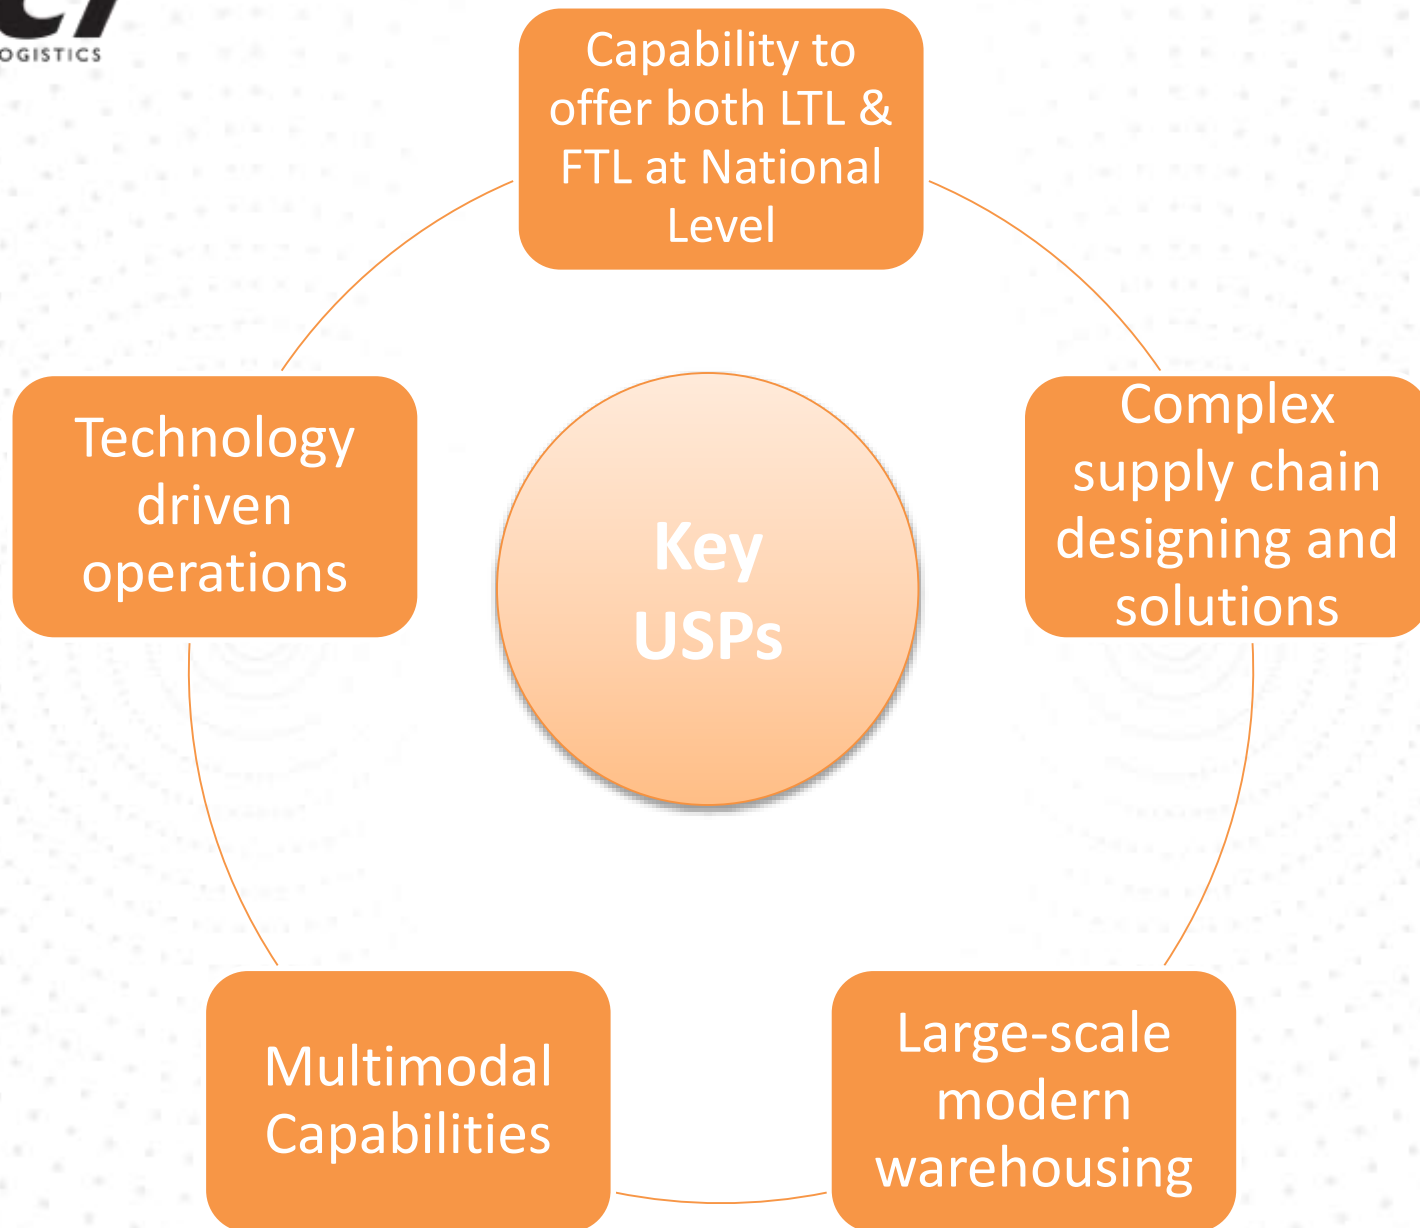 OGISTICS
Capability to
offer both LTL &
FTL at National
Level
Technology
driven
operations
Key
USPs
Complex
supply chain
designing and
solutions
Multimodal
Capabilities
Large-scale
modern
warehousing